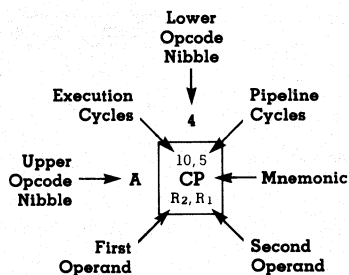 Lower
Opcode
Nibble
Execution
Cycles
Pipeline
Cycles
4
Upper
Opcode
Nibble
A
10, 5
CP
R2, R1
Mnemonic
First
Operand
Second
Operand